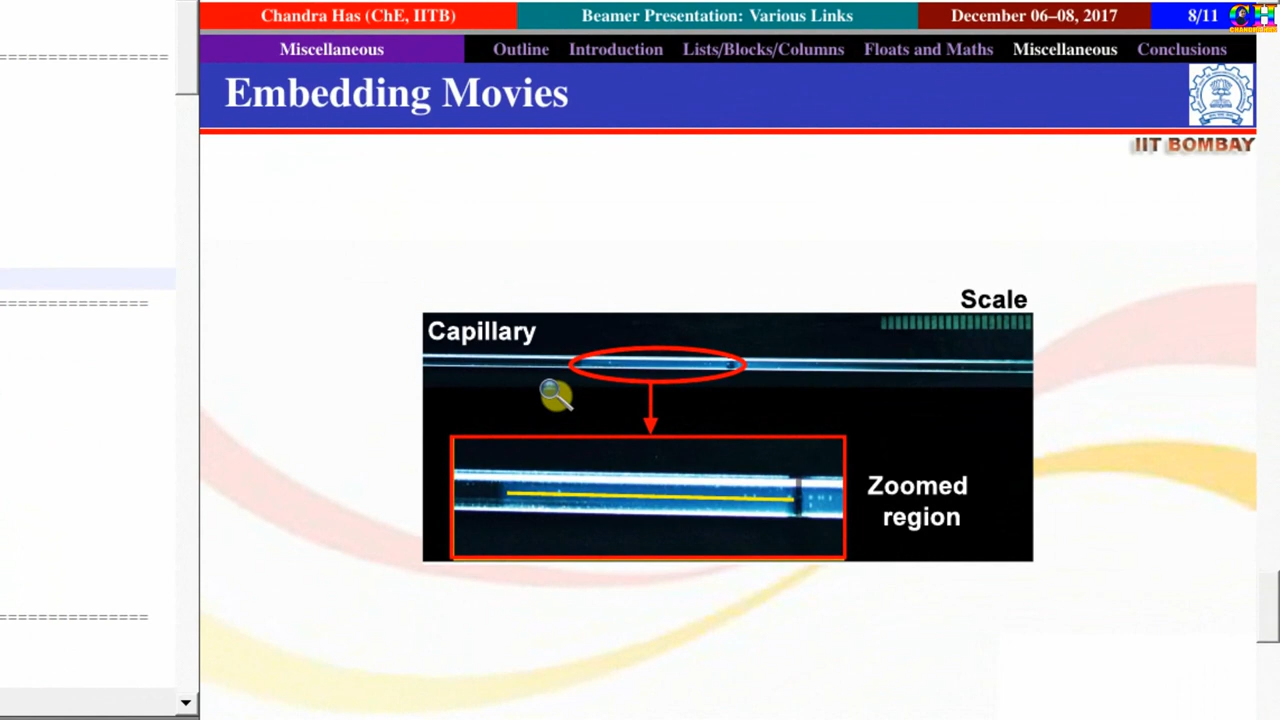 Chandra Has (ChE, IITB) Beamer Presentation: Various Links December 06–08, 2017 8/11
CH
Miscellaneous Outline Introduction Lists/Blocks/Columns Floats and Maths Miscellaneous Conclusions
Embedding Movies
IIT BOMBAY
Scale
Capillary
Zoomed
region